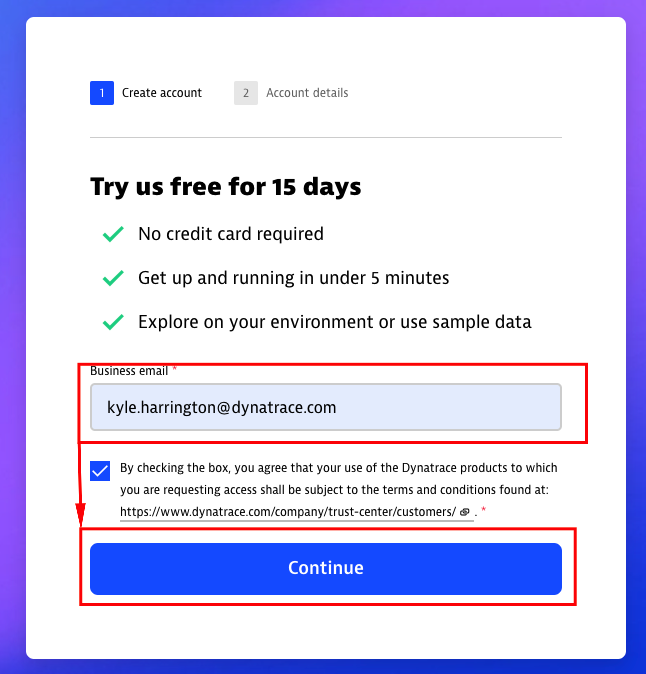 1 Create account 2 Account details
Try us free for 15 days
No credit card required
Get up and running in under 5 minutes
Explore on your environment or use sample data
Business email *
kyle.harrington@dynatrace.com
By checking the box, you agree that your use of the Dynatrace products to which
you are requesting access shall be subject to the terms and conditions found at:
https://www.dynatrace.com/company/trust-center/customers/ . *
Continue